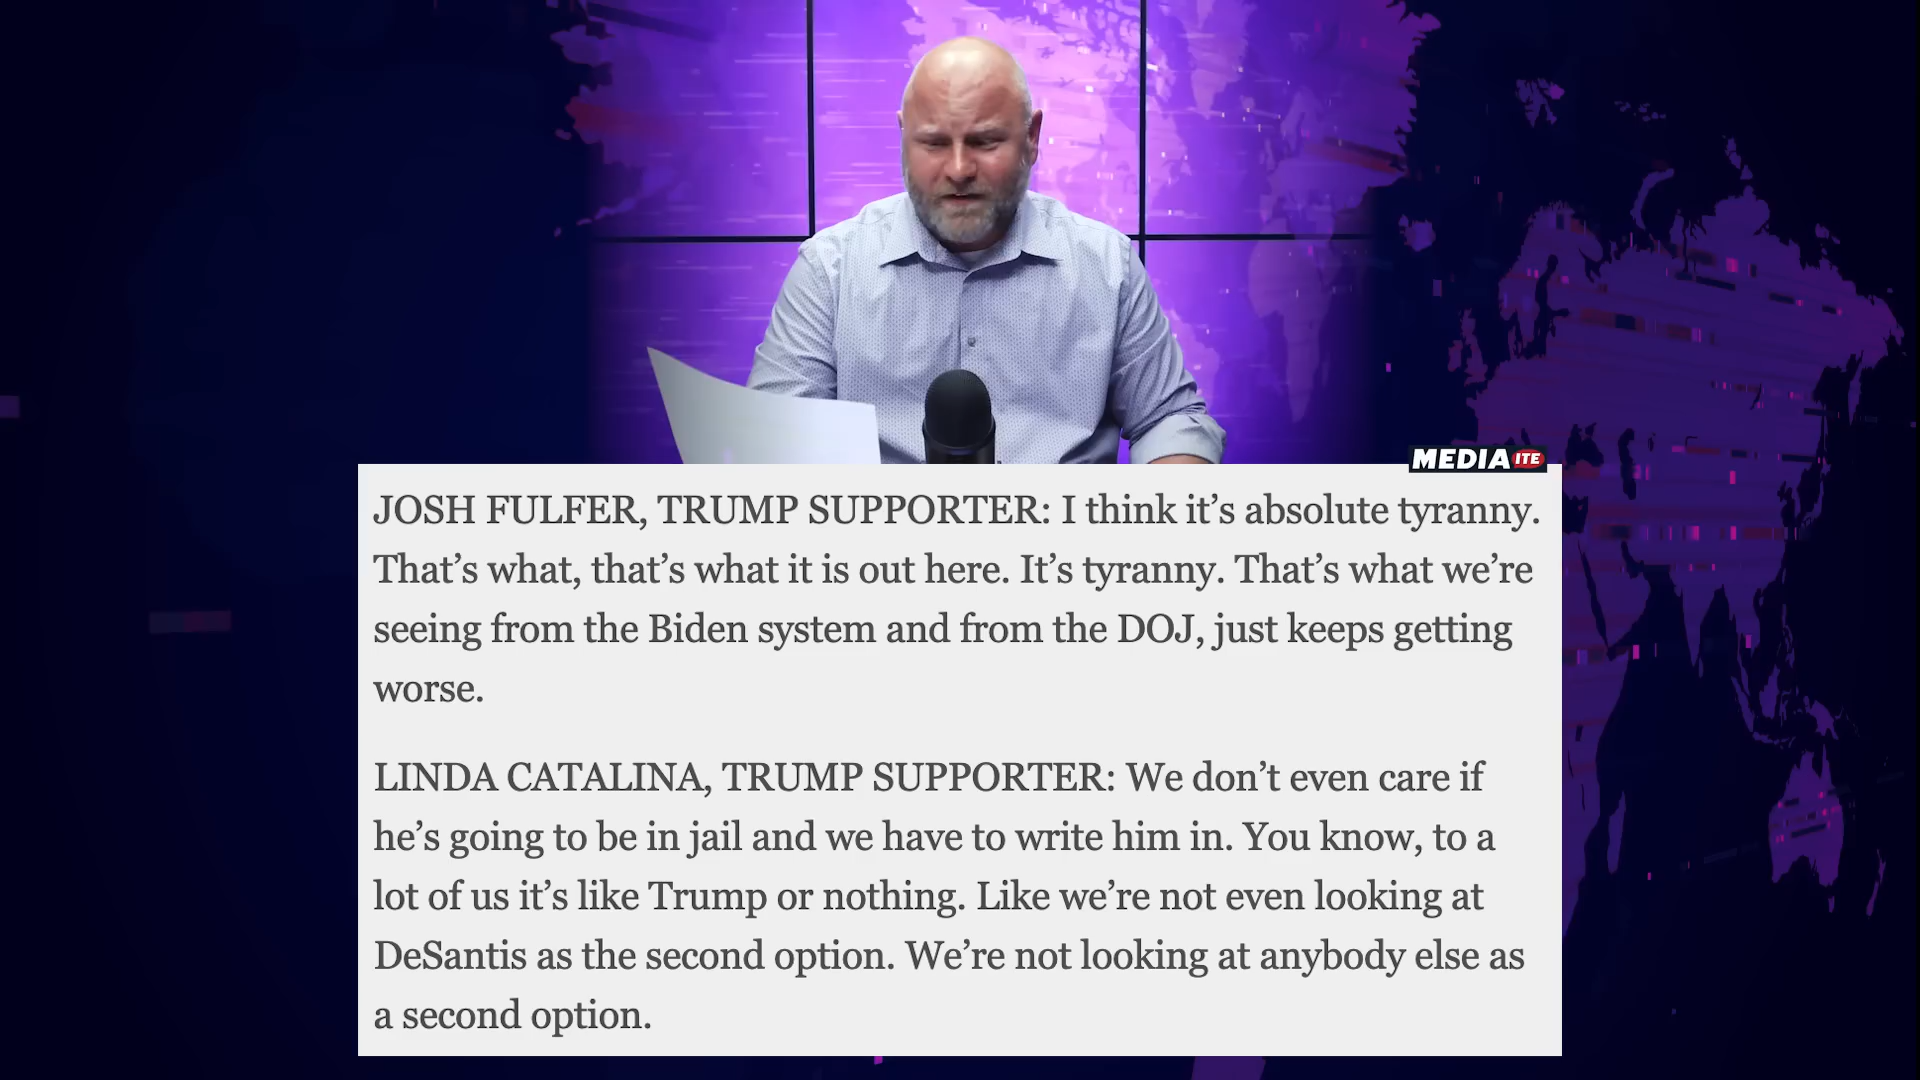 MEDIAITE
JOSH FULFER, TRUMP SUPPORTER: I think it’s absolute tyranny.
That’s what, that’s what it is out here. It’s tyranny. That’s what we’re
seeing from the Biden system and from the DOJ, just keeps getting
worse.
LINDA CATALINA, TRUMP SUPPORTER: We don’t even care if
he’s going to be in jail and we have to write him in. You know, to a
lot of us it’s like Trump or nothing. Like we’re not even looking at
DeSantis as the second option. We’re not looking at anybody else as
a second option.